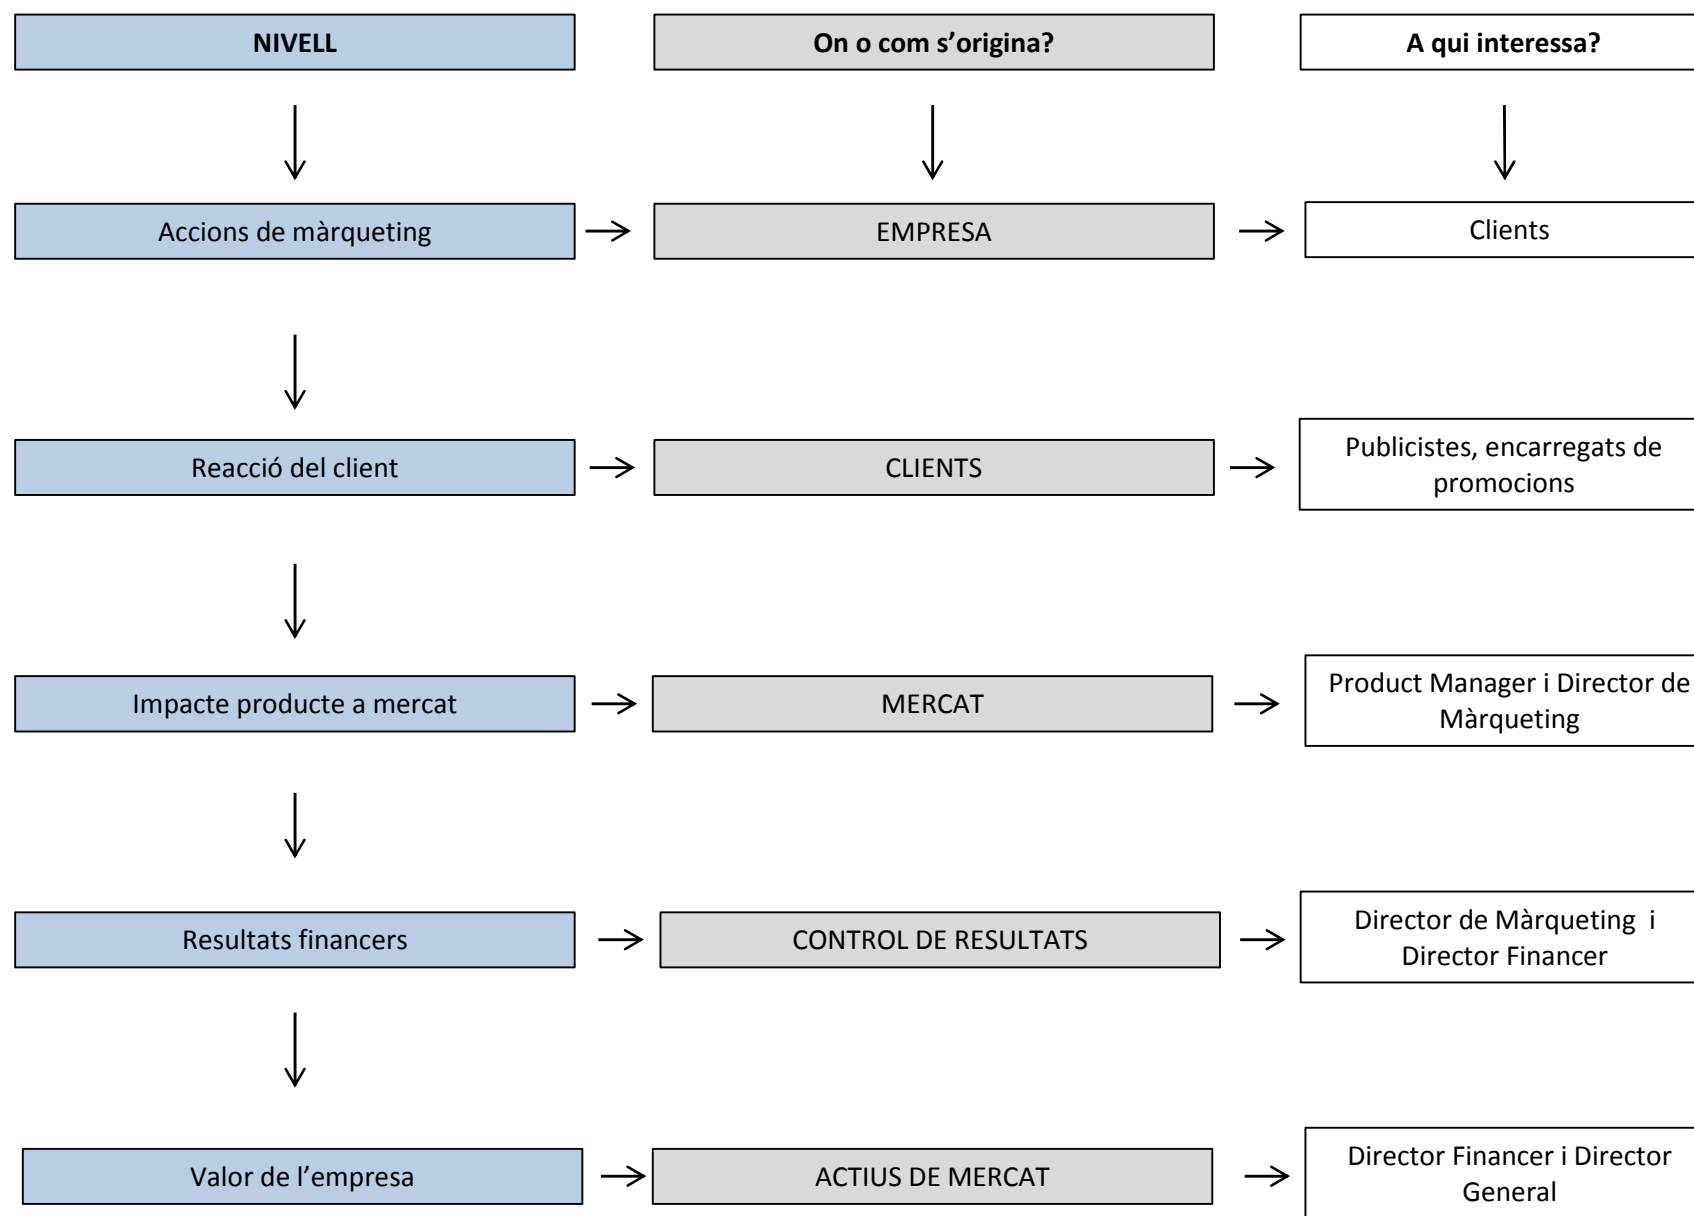 NIVELL
On o com s’origina?
A qui interessa?
Accions de màrqueting
EMPRESA
Clients
Reacció del client
CLIENTS
Publicistes, encarregats de
promocions
Impacte producte a mercat
MERCAT
Product Manager i Director de
Màrqueting
Resultats financers
CONTROL DE RESULTATS
Director de Màrqueting i
Director Financer
Valor de l’empresa
ACTIUS DE MERCAT
Director Financer i Director
General